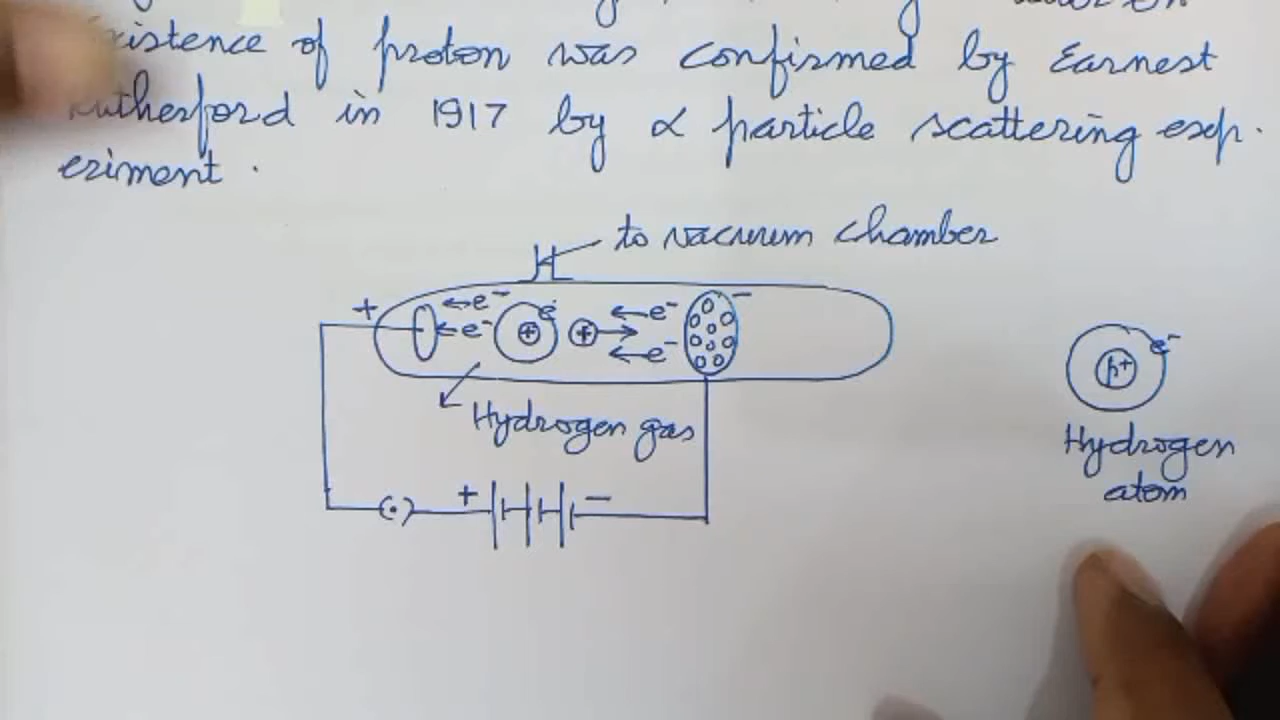 existence of proton was confirmed by Earnest
Rutherford in 1917 by α particle scattering exp.
eriment .
to vacuum chamber
+ ←e⁻ e⁻ ←e⁻ −
←e⁻ + + → ←e⁻
Hydrogen gas
+ −
e⁻
p+
Hydrogen
atom